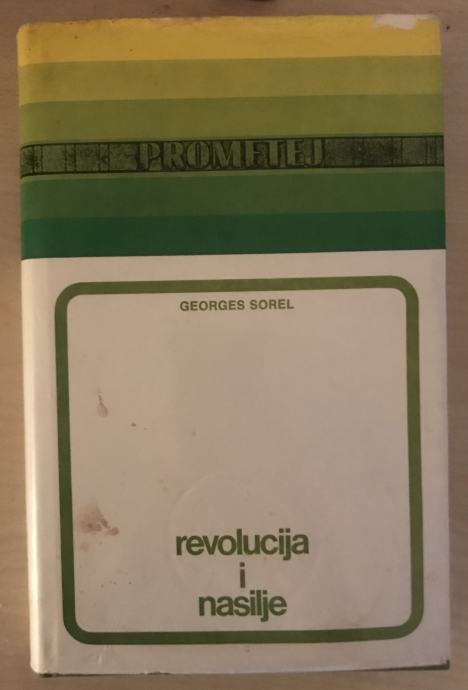 PROMETEJ
GEORGES SOREL
revolucija
i
nasilje